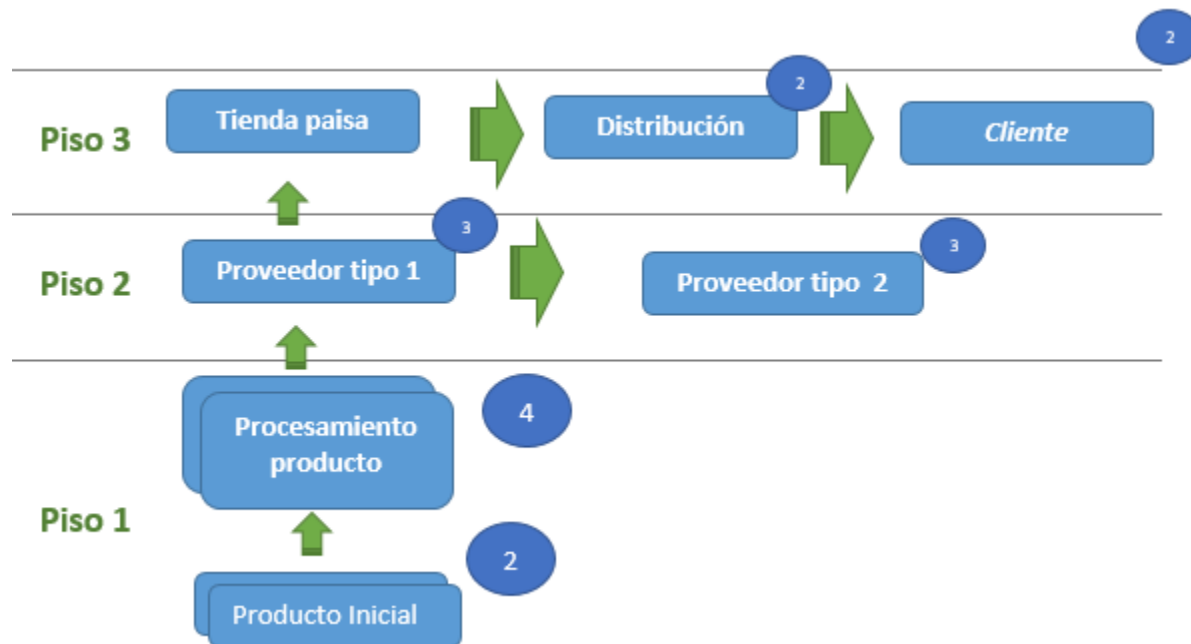 2
2
Tienda paisa
Distribución
Cliente
Piso 3
3
3
Proveedor tipo 1
Proveedor tipo 2
Piso 2
4
Procesamiento
producto
Piso 1
2
Producto Inicial